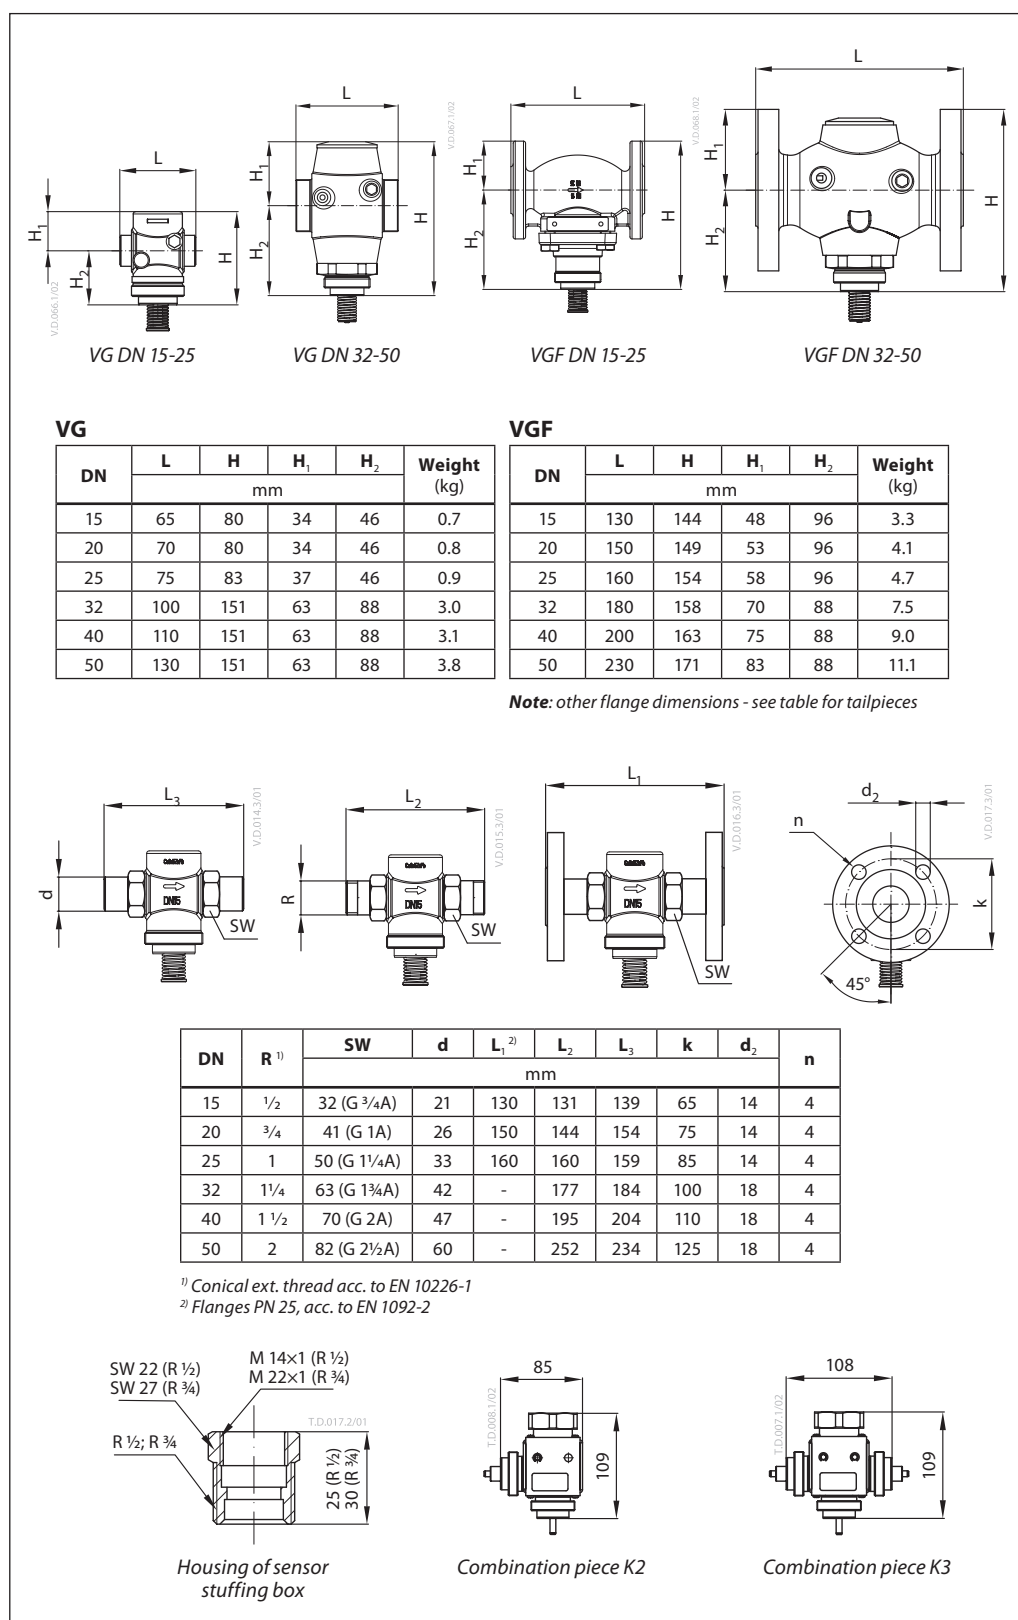 L
H₁
H₂
H
V.D.066.1/02
VG DN 15-25
L
H₁
H₂
H
VG DN 32-50
V.D.067.1/02
L
H₁
H₂
H
VGF DN 15-25
V.D.068.1/02
L
H₁
H₂
H
VGF DN 32-50
VG
DN L H H₁ H₂ Weight (kg)
mm
15 65 80 34 46 0.7
20 70 80 34 46 0.8
25 75 83 37 46 0.9
32 100 151 63 88 3.0
40 110 151 63 88 3.1
50 130 151 63 88 3.8
VGF
DN L H H₁ H₂ Weight (kg)
mm
15 130 144 48 96 3.3
20 150 149 53 96 4.1
25 160 154 58 96 4.7
32 180 158 70 88 7.5
40 200 163 75 88 9.0
50 230 171 83 88 11.1
Note: other flange dimensions - see table for tailpieces
L₃
V.D.014.3/01
d
DN15
SW
L₂
V.D.015.3/01
R
DN15
SW
L₁
V.D.016.3/01
DN15
SW
d₂
n
k
45°
V.D.017.3/01
DN R ¹⁾ SW d L₁ ²⁾ L₂ L₃ k d₂ n
mm
15 ½ 32 (G ¾A) 21 130 131 139 65 14 4
20 ¾ 41 (G 1A) 26 150 144 154 75 14 4
25 1 50 (G 1¼A) 33 160 160 159 85 14 4
32 1¼ 63 (G 1¾A) 42 - 177 184 100 18 4
40 1 ½ 70 (G 2A) 47 - 195 204 110 18 4
50 2 82 (G 2½A) 60 - 252 234 125 18 4
¹⁾ Conical ext. thread acc. to EN 10226-1
²⁾ Flanges PN 25, acc. to EN 1092-2
SW 22 (R ½)
SW 27 (R ¾)
M 14×1 (R ½)
M 22×1 (R ¾)
T.D.017.2/01
R ½; R ¾
25 (R ½)
30 (R ¾)
Housing of sensor
stuffing box
85
T.D.008.1/02
109
Combination piece K2
108
T.D.007.1/02
109
Combination piece K3